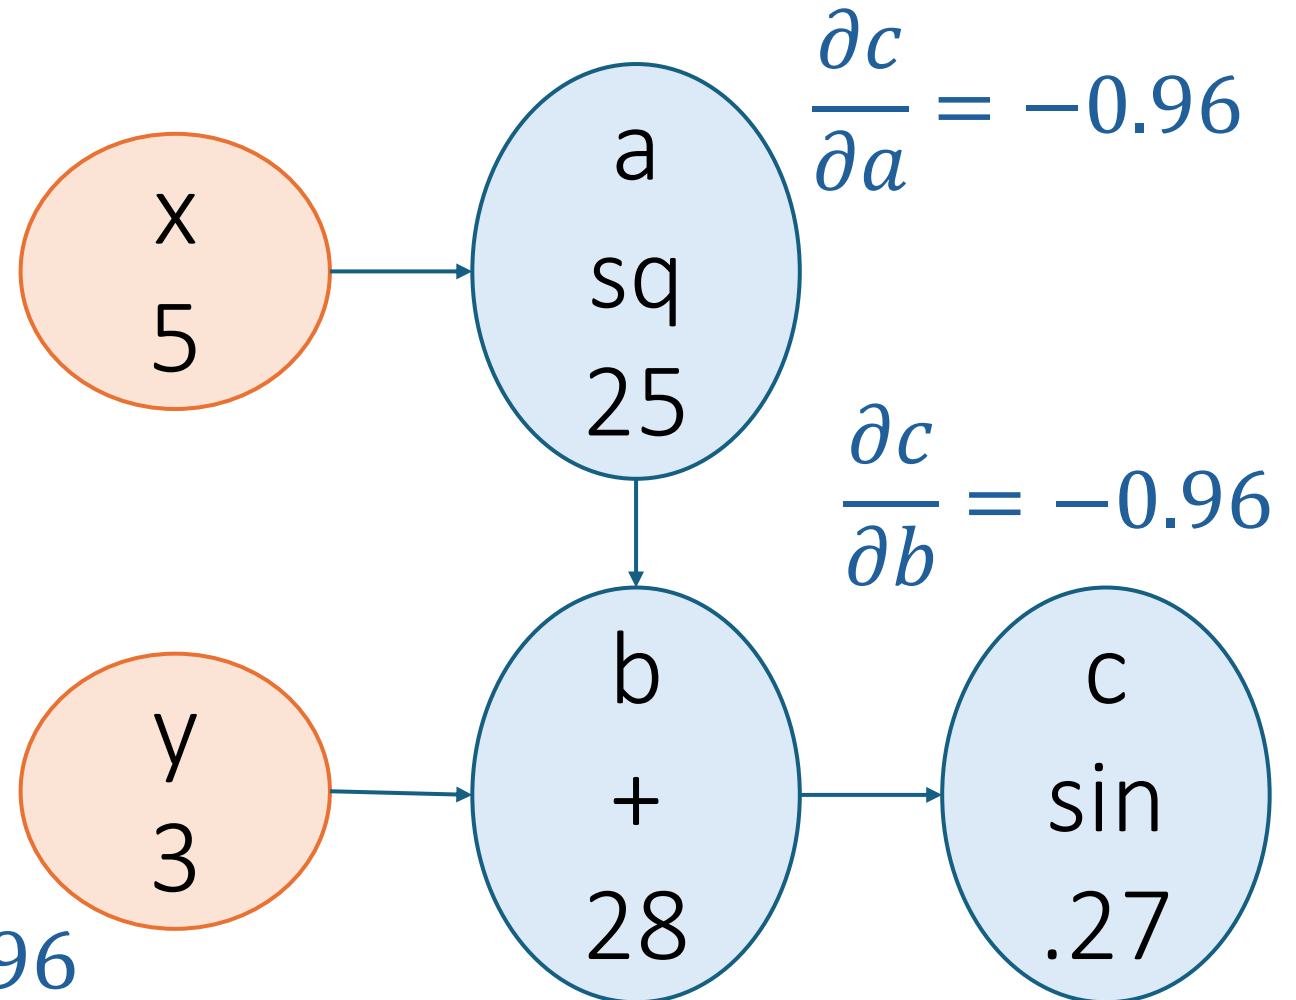 x
5
a
sq
25
∂c/∂a = −0.96
∂c/∂b = −0.96
y
3
b
+
28
c
sin
.27
96